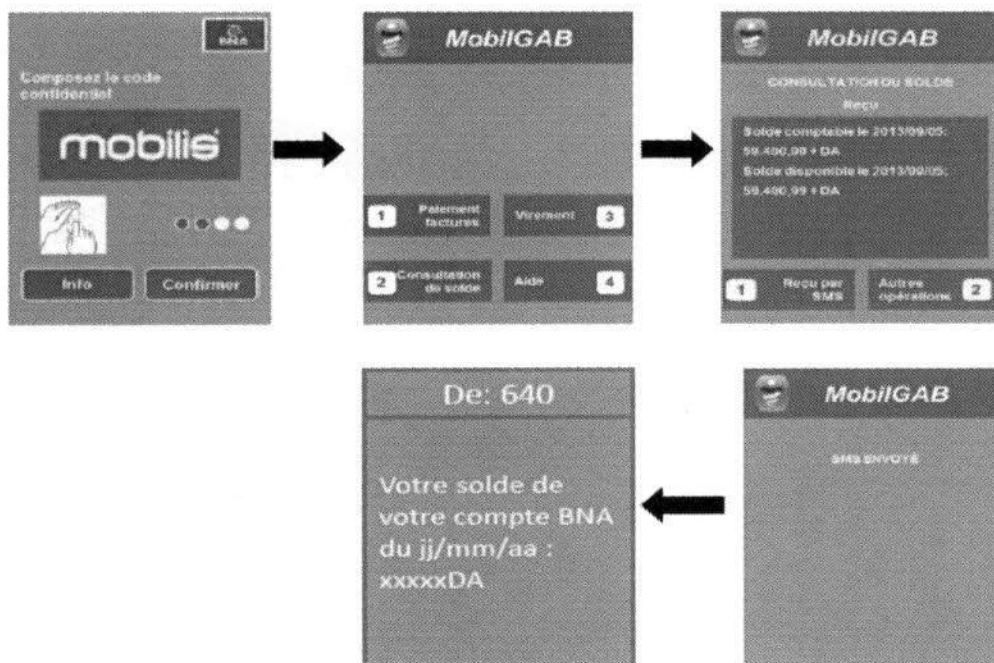 BNA
Composez le code
confidentiel
mobilis
Info
Confirmer
MobilGAB
1
Paiement
factures
Virement
3
2
Consultation
de solde
Aide
4
MobilGAB
CONSULTATION DU SOLDE
Reçu
Solde comptable le 2013/09/05:
59.400,99 + DA
Solde disponible le 2013/09/05:
59.400,99 + DA
1
Reçu par
SMS
Autres
opérations
2
De: 640
Votre solde de
votre compte BNA
du jj/mm/aa :
xxxxxDA
MobilGAB
SMS ENVOYÉ